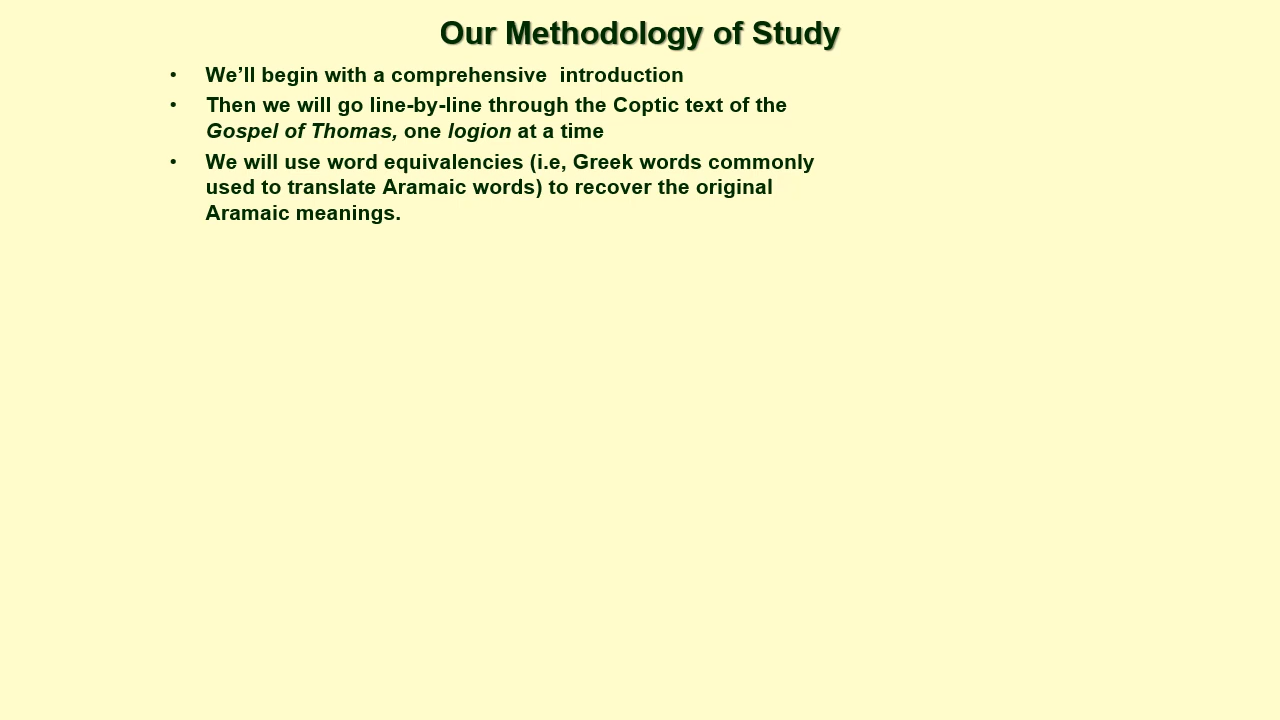 Our Methodology of Study
• We’ll begin with a comprehensive  introduction
• Then we will go line-by-line through the Coptic text of the
Gospel of Thomas, one logion at a time
• We will use word equivalencies (i.e, Greek words commonly
used to translate Aramaic words) to recover the original
Aramaic meanings.